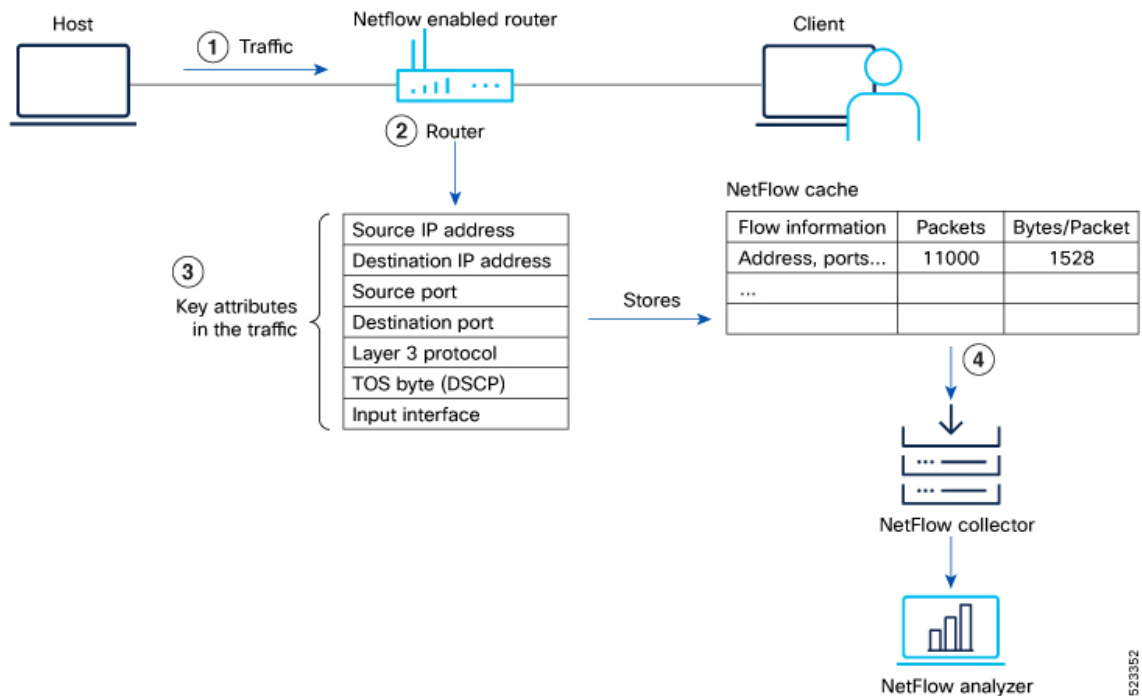 Host
Netflow enabled router
Client
1 Traffic
2 Router
3
Key attributes
in the traffic
Source IP address
Destination IP address
Source port
Destination port
Layer 3 protocol
TOS byte (DSCP)
Input interface
Stores
NetFlow cache
Flow information Packets Bytes/Packet
Address, ports... 11000 1528
...
4
NetFlow collector
NetFlow analyzer
523352